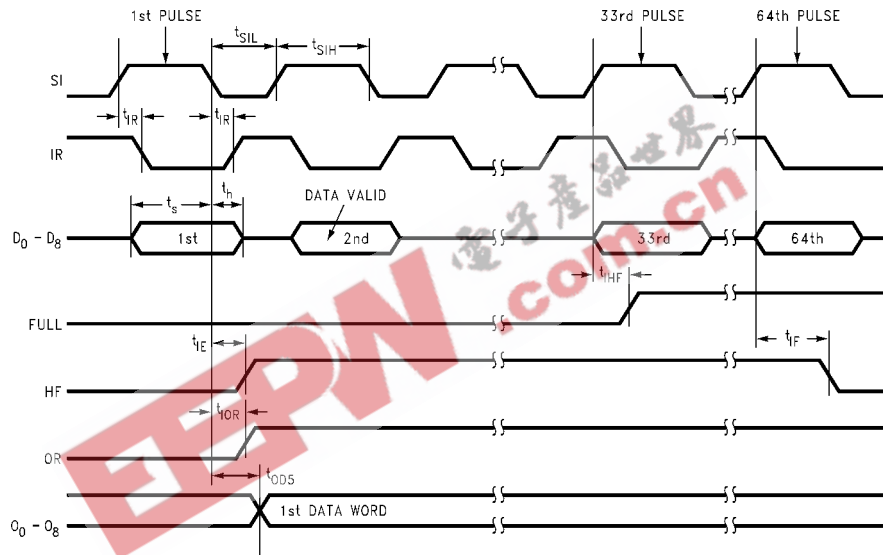 1st PULSE
33rd PULSE
64th PULSE
tSIL
tSIH
SI
tIR
tIR
IR
ts
th
DATA VALID
D0 - D8
1st
2nd
33rd
64th
tIHF
FULL
tIE
tIF
HF
tIOR
OR
tOD5
1st DATA WORD
O0 - O8
EEPW.com.cn
電子產品世界